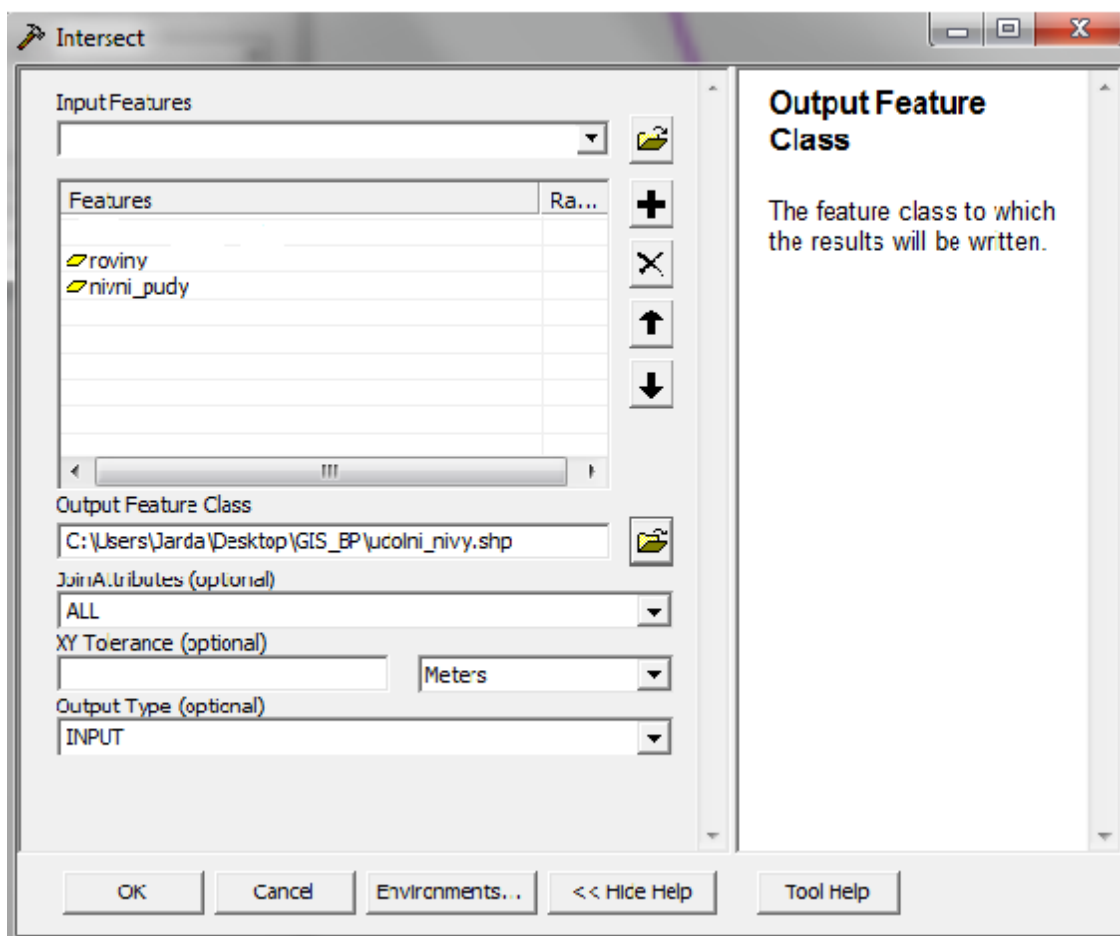 Intersect
Input Features
Features Ra...
roviny
nivni_pudy
Output Feature Class
C:\Users\Jarda\Desktop\GIS_BP\udolni_nivy.shp
JoinAttributes (optional)
ALL
XY Tolerance (optional)
Meters
Output Type (optional)
INPUT
OK Cancel Environments... << Hide Help Tool Help
Output Feature
Class
The feature class to which
the results will be written.